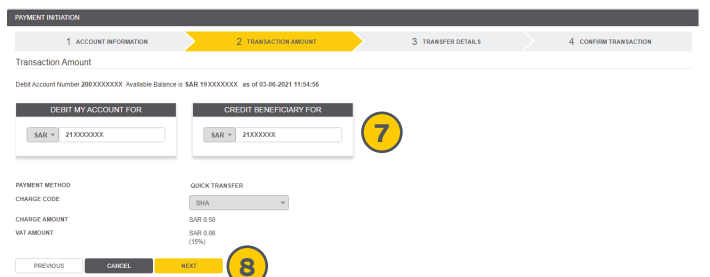 PAYMENT INITIATION
1 ACCOUNT INFORMATION 2 TRANSACTION AMOUNT 3 TRANSFER DETAILS 4 CONFIRM TRANSACTION
Transaction Amount
Debit Account Number 200XXXXXXX Available Balance is SAR 19XXXXXXX as of 03-06-2021 11:54:56
DEBIT MY ACCOUNT FOR CREDIT BENEFICIARY FOR
SAR 21XXXXXXX SAR 21XXXXXXX 7
PAYMENT METHOD QUICK TRANSFER
CHARGE CODE SHA
CHARGE AMOUNT SAR 0.50
VAT AMOUNT SAR 0.08
(15%)
PREVIOUS CANCEL NEXT 8